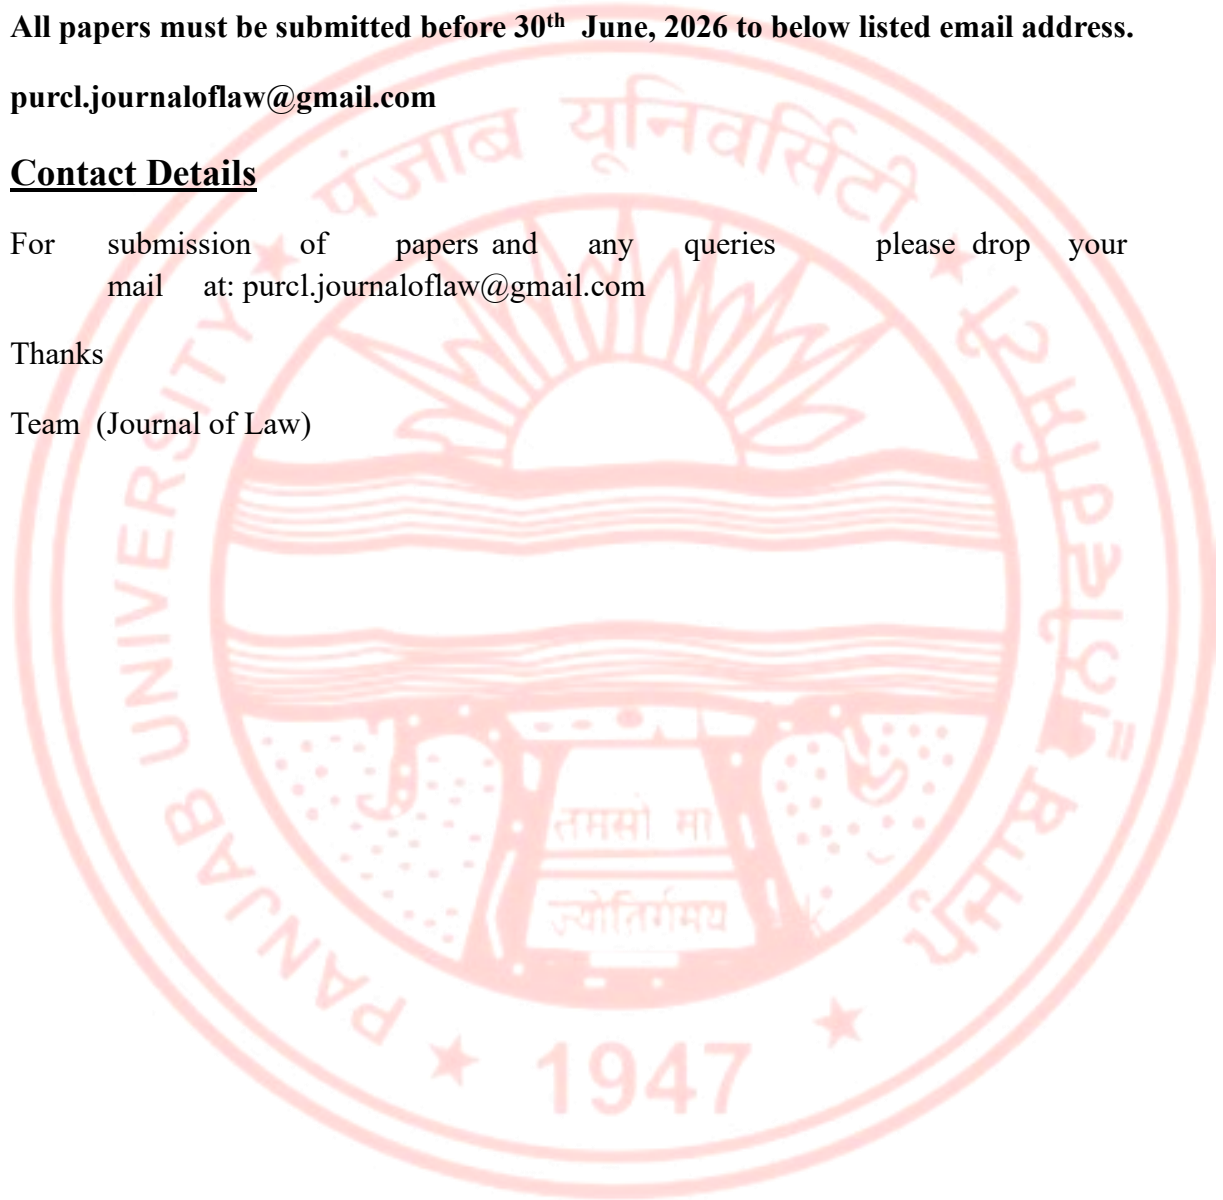 All papers must be submitted before 30th June, 2026 to below listed email address.
purcl.journaloflaw@gmail.com
Contact Details
For submission of papers and any queries please drop your
mail at: purcl.journaloflaw@gmail.com
Thanks
Team (Journal of Law)
पंजाब यूनिवर्सिटी
PANJAB UNIVERSITY
ਪੰਜਾਬ ਯੂਨੀਵਰਸਿਟੀ
तमसो मा
ज्योतिर्गमय
1947